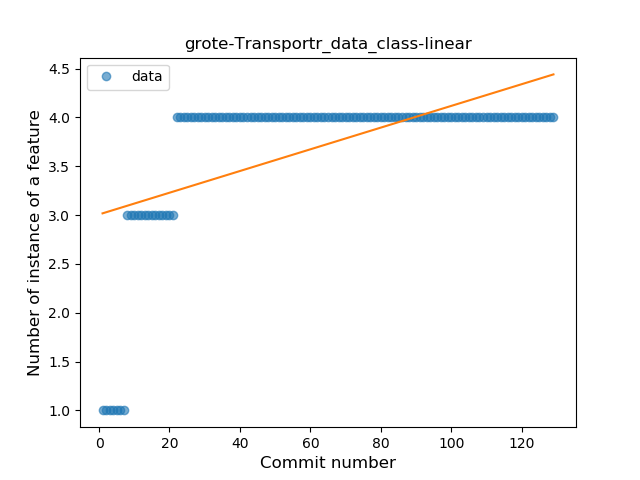 grote-Transportr_data_class-linear
data
Number of instance of a feature
4.5
4.0
3.5
3.0
2.5
2.0
1.5
1.0
0 20 40 60 80 100 120
Commit number